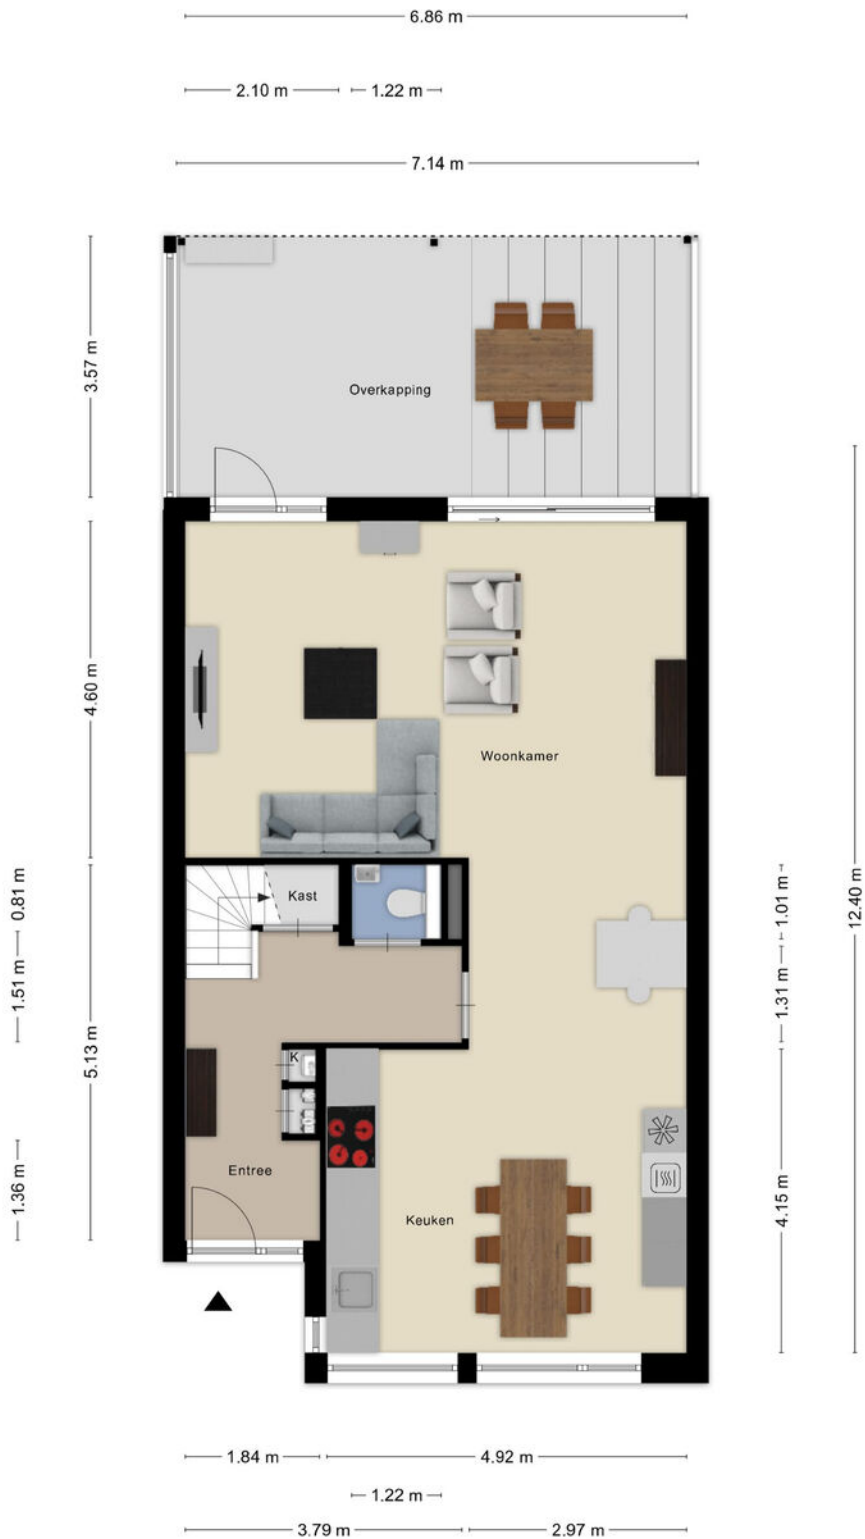 6.86 m
2.10 m
1.22 m
7.14 m
3.57 m
Overkapping
4.60 m
Woonkamer
12.40 m
0.81 m
Kast
1.01 m
1.51 m
1.31 m
5.13 m
K
1.36 m
Entree
Keuken
4.15 m
1.84 m
4.92 m
1.22 m
3.79 m
2.97 m